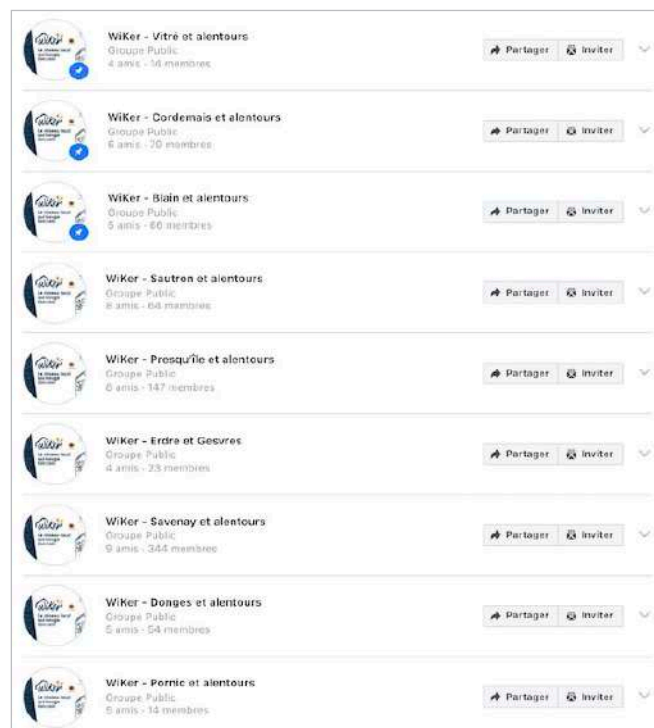 WiKer - Vitré et alentours
Groupe Public
4 amis - 14 membres
Partager
Inviter
WiKer - Cordemais et alentours
Groupe Public
6 amis - 70 membres
Partager
Inviter
WiKer - Blain et alentours
Groupe Public
5 amis - 66 membres
Partager
Inviter
WiKer - Sautron et alentours
Groupe Public
8 amis - 64 membres
Partager
Inviter
WiKer - Presqu'île et alentours
Groupe Public
6 amis - 147 membres
Partager
Inviter
WiKer - Erdre et Gesvres
Groupe Public
4 amis - 23 membres
Partager
Inviter
WiKer - Savenay et alentours
Groupe Public
9 amis - 344 membres
Partager
Inviter
WiKer - Donges et alentours
Groupe Public
5 amis - 54 membres
Partager
Inviter
WiKer - Pornic et alentours
Groupe Public
5 amis - 14 membres
Partager
Inviter